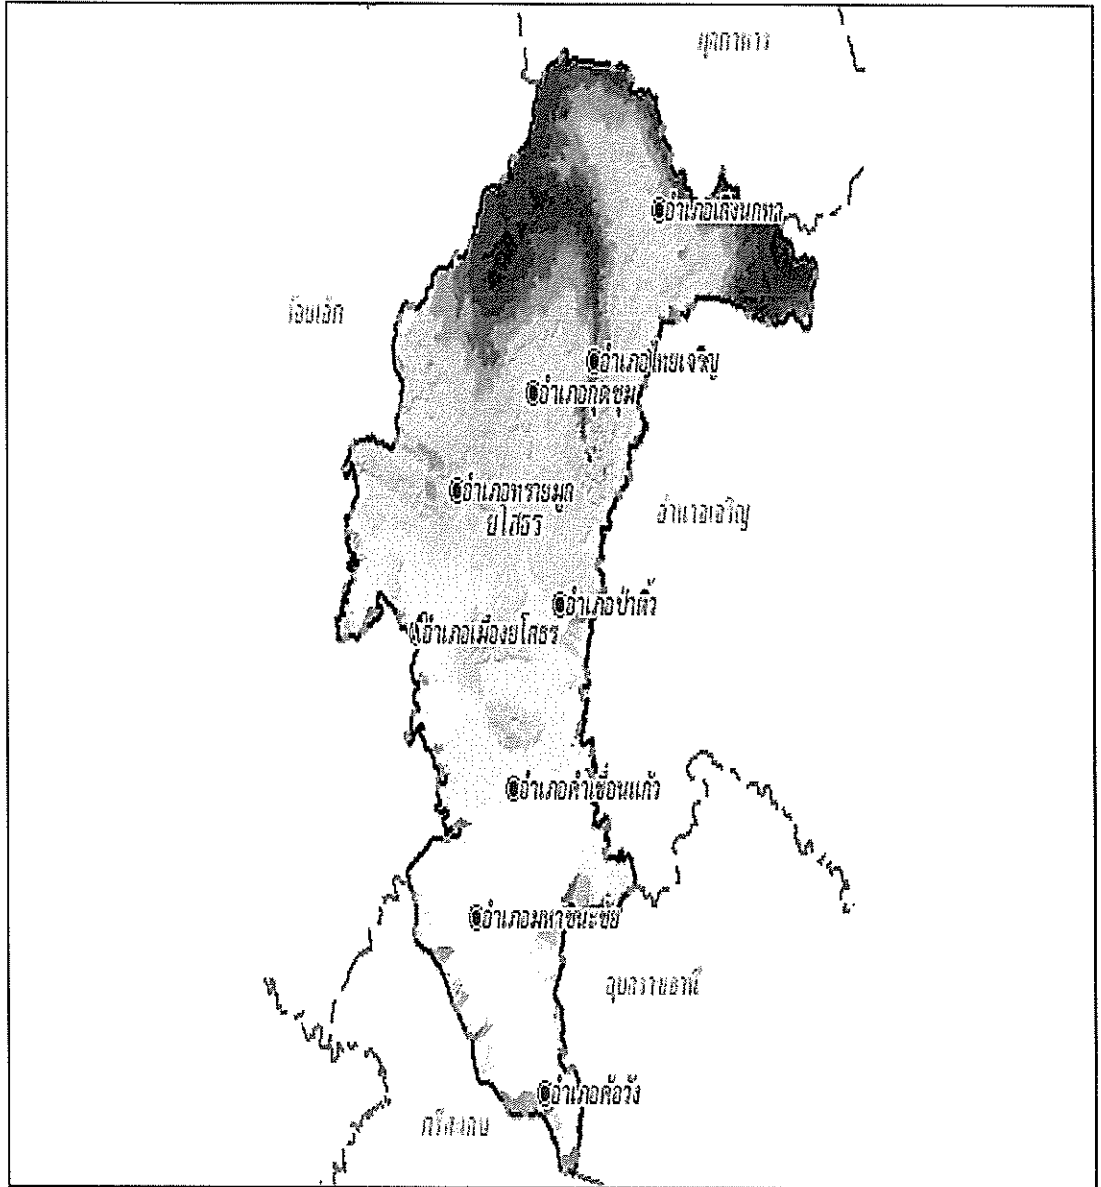 มุกดาหาร
อำเภอเลิงนกทา
ร้อยเอ็ด
อำเภอไทยเจริญ
อำเภอกุดชุม
อำเภอทรายมูล
ยโสธร
อำนาจเจริญ
อำเภอป่าติ้ว
อำเภอเมืองยโสธร
อำเภอคำเขื่อนแก้ว
อำเภอมหาชนะชัย
อุบลราชธานี
อำเภอค้อวัง
ศรีสะเกษ